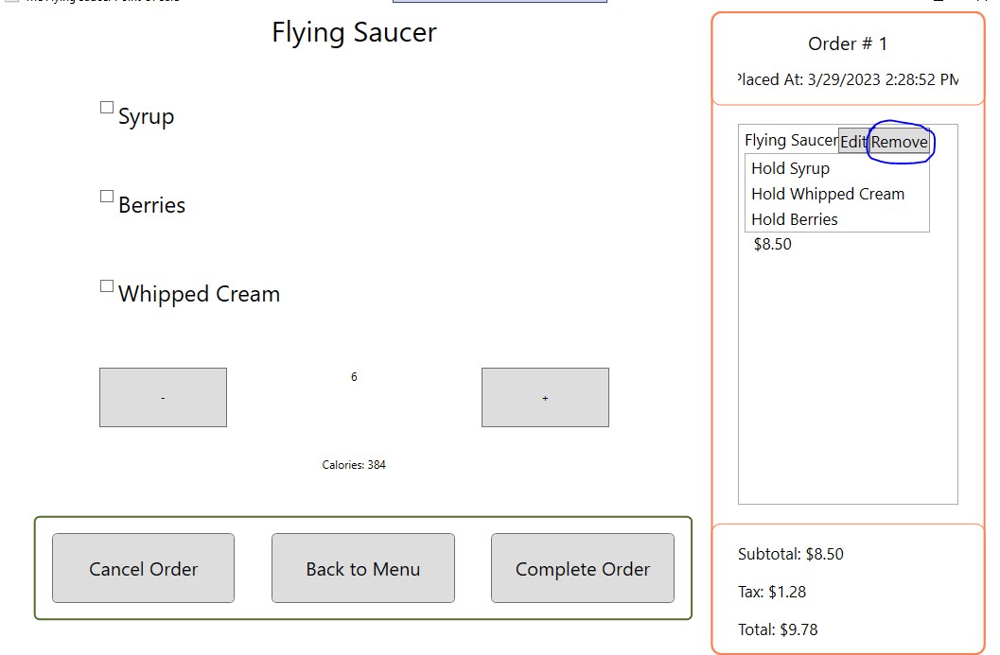 Flying Saucer
Syrup
Berries
Whipped Cream
-
6
+
Calories: 384
Cancel Order
Back to Menu
Complete Order
Order # 1
Placed At: 3/29/2023 2:28:52 PM
Flying Saucer Edit Remove
Hold Syrup
Hold Whipped Cream
Hold Berries
$8.50
Subtotal: $8.50
Tax: $1.28
Total: $9.78